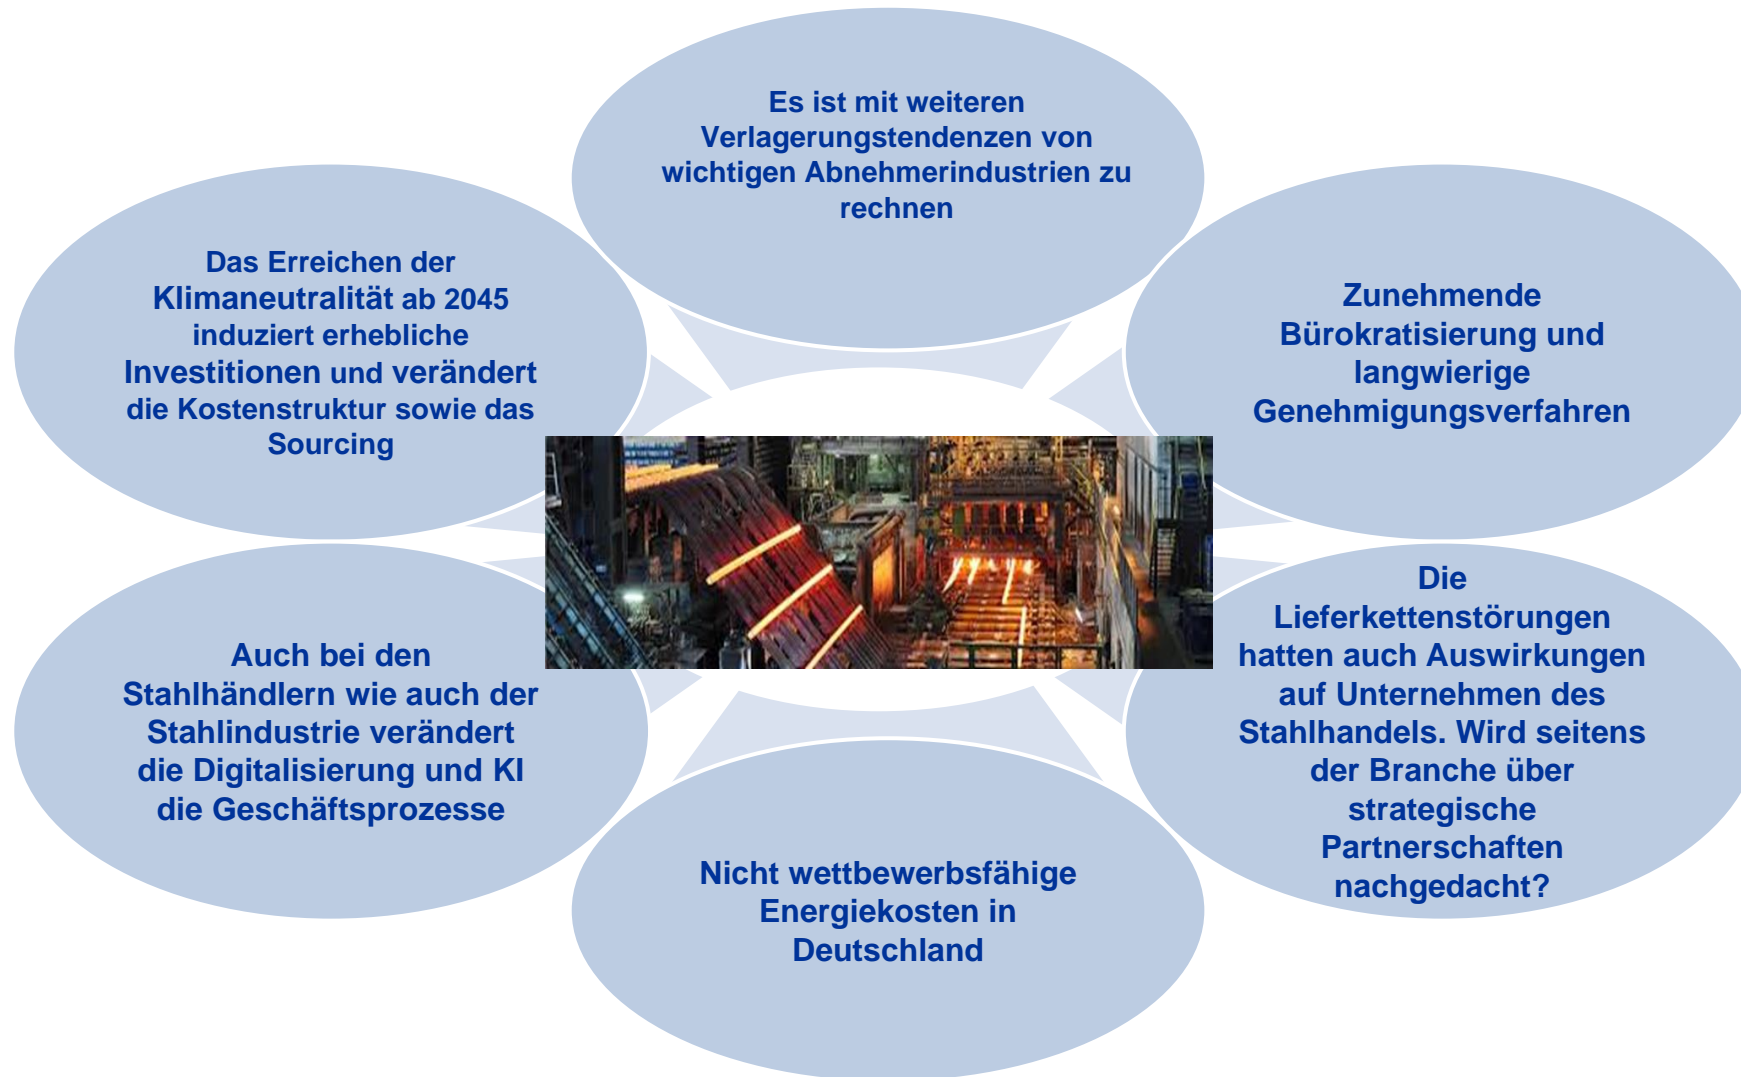 Es ist mit weiteren
Verlagerungstendenzen von
wichtigen Abnehmerindustrien zu
rechnen
Zunehmende
Bürokratisierung und
langwierige
Genehmigungsverfahren
Die
Lieferkettenstörungen
hatten auch Auswirkungen
auf Unternehmen des
Stahlhandels. Wird seitens
der Branche über
strategische
Partnerschaften
nachgedacht?
Nicht wettbewerbsfähige
Energiekosten in
Deutschland
Auch bei den
Stahlhändlern wie auch der
Stahlindustrie verändert
die Digitalisierung und KI
die Geschäftsprozesse
Das Erreichen der
Klimaneutralität ab 2045
induziert erhebliche
Investitionen und verändert
die Kostenstruktur sowie das
Sourcing